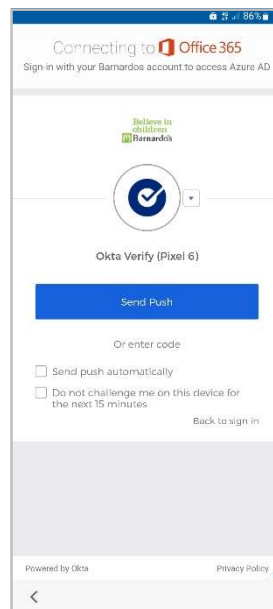 86%
Connecting to Office 365
Sign-in with your Barnardos account to access Azure AD
Believe in
children
Barnardo's
Okta Verify (Pixel 6)
Send Push
Or enter code
Send push automatically
Do not challenge me on this device for
the next 15 minutes
Back to sign in
Powered by Okta Privacy Policy